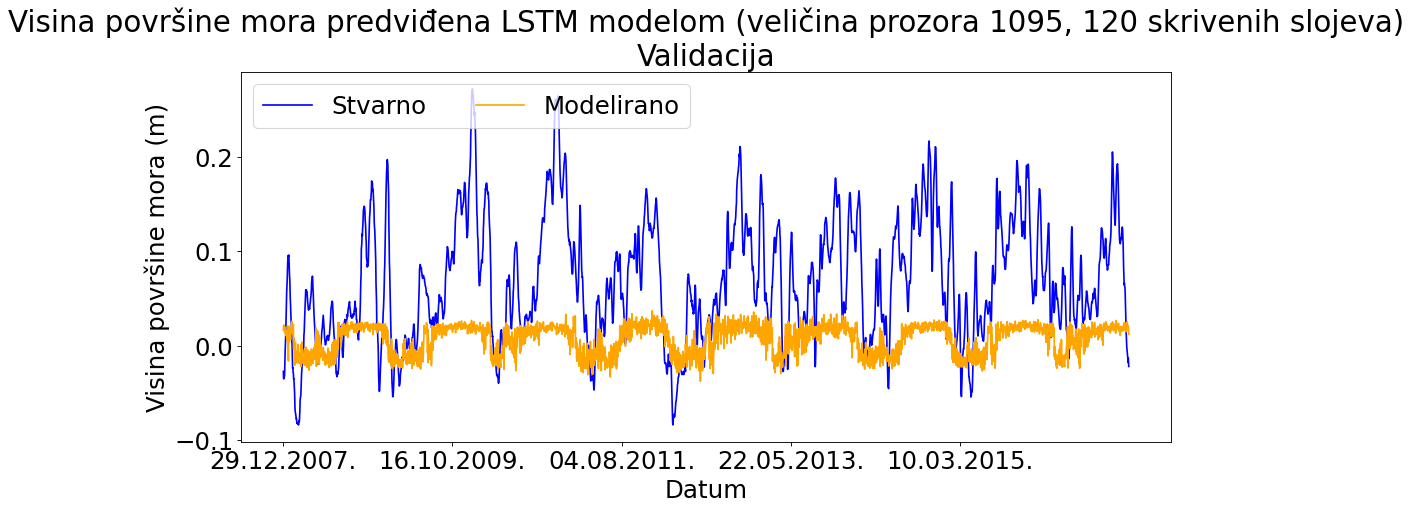 Visina površine mora predviđena LSTM modelom (veličina prozora 1095, 120 skrivenih slojeva)
Validacija
Stvarno Modelirano
Visina površine mora (m)
0.2
0.1
0.0
−0.1
29.12.2007. 16.10.2009. 04.08.2011. 22.05.2013. 10.03.2015.
Datum